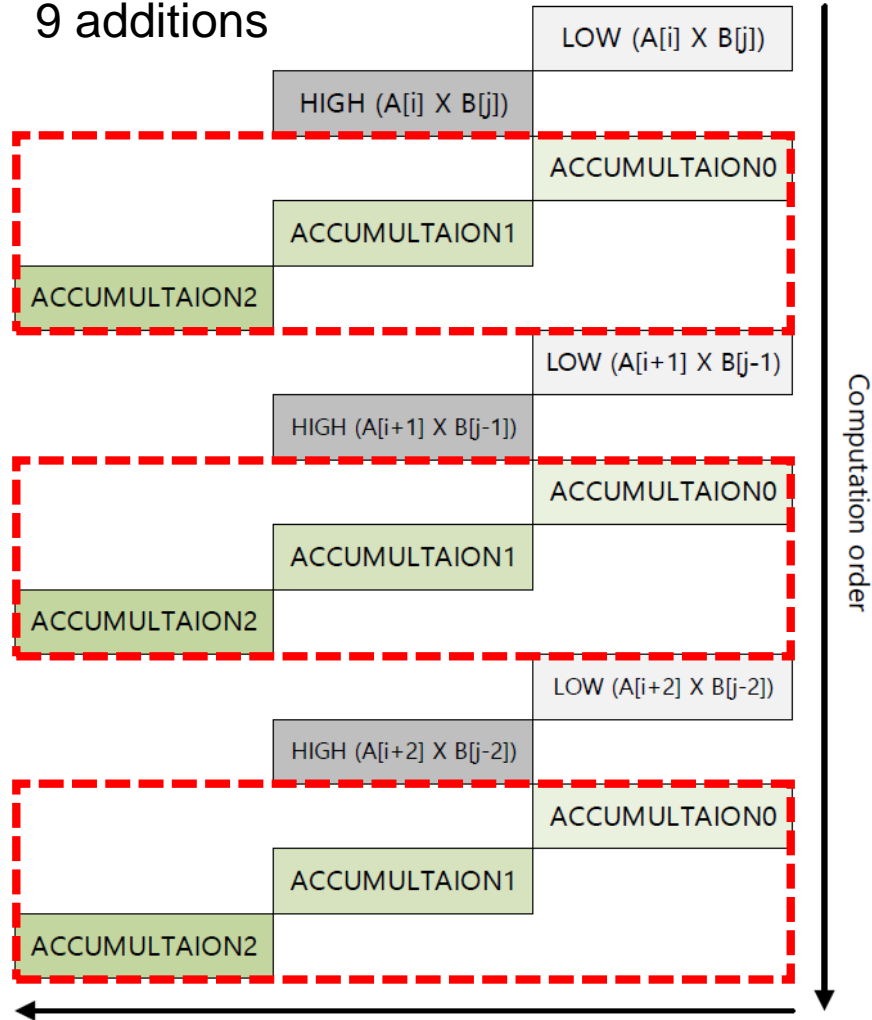 9 additions
LOW (A[i] X B[j])
HIGH (A[i] X B[j])
ACCUMULTAION0
ACCUMULTAION1
ACCUMULTAION2
LOW (A[i+1] X B[j-1)
HIGH (A[i+1] X B[j-1])
ACCUMULTAION0
ACCUMULTAION1
ACCUMULTAION2
LOW (A[i+2] X B[j-2])
HIGH (A[i+2] X B[j-2])
ACCUMULTAION0
ACCUMULTAION1
ACCUMULTAION2
Computation order